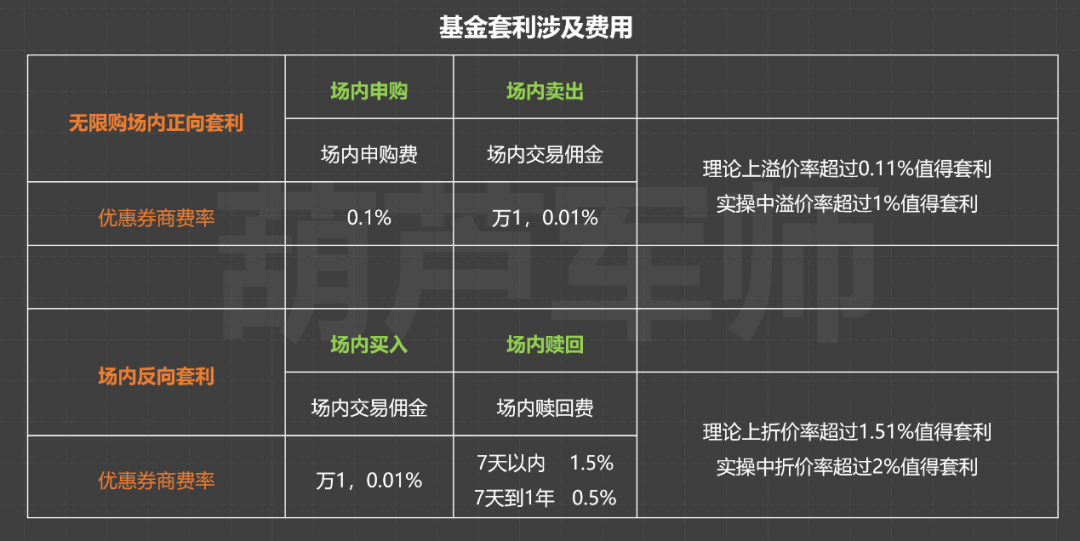 基金套利涉及费用
场内申购 场内卖出
无限购场内正向套利
场内申购费 场内交易佣金
理论上溢价率超过0.11%值得套利
实操中溢价率超过1%值得套利
优惠券商费率 0.1% 万1，0.01%
葫芦军师
场内买入 场内赎回
场内反向套利
场内交易佣金 场内赎回费
理论上折价率超过1.51%值得套利
实操中折价率超过2%值得套利
优惠券商费率 万1，0.01%
7天以内 1.5%
7天到1年 0.5%